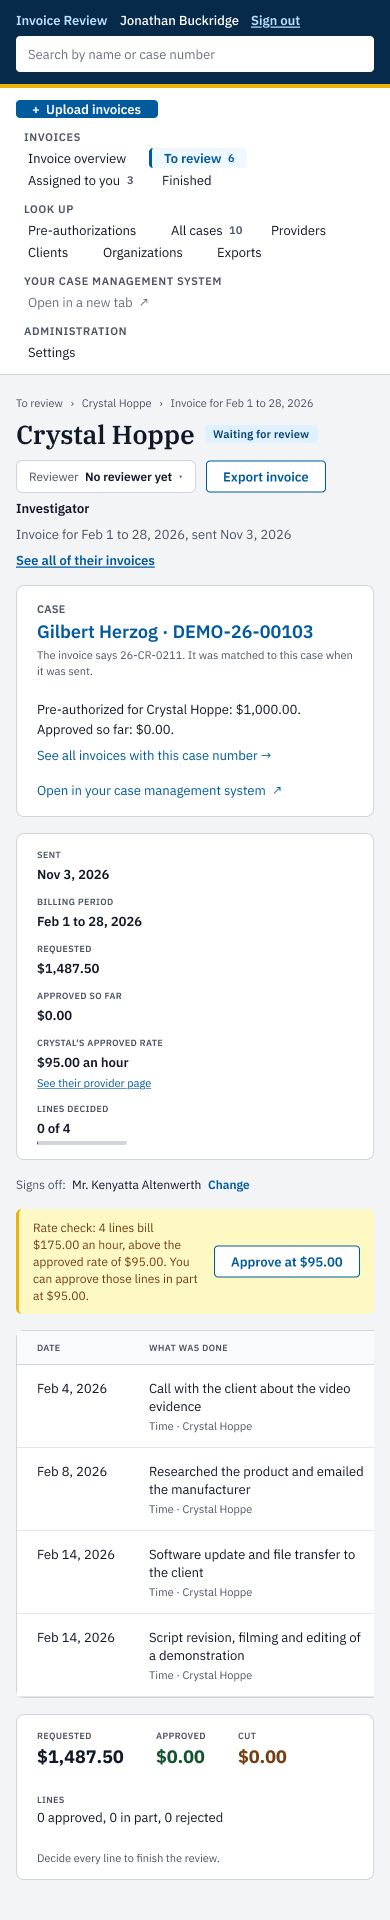 Invoice Review Jonathan Buckridge Sign out
Search by name or case number
+ Upload invoices
INVOICES
Invoice overview To review 6
Assigned to you 3 Finished
LOOK UP
Pre-authorizations All cases 10 Providers
Clients Organizations Exports
YOUR CASE MANAGEMENT SYSTEM
Open in a new tab ↗
ADMINISTRATION
Settings
To review › Crystal Hoppe › Invoice for Feb 1 to 28, 2026
Crystal Hoppe Waiting for review
Reviewer No reviewer yet · Export invoice
Investigator
Invoice for Feb 1 to 28, 2026, sent Nov 3, 2026
See all of their invoices
CASE
Gilbert Herzog · DEMO-26-00103
The invoice says 26-CR-0211. It was matched to this case when
it was sent.
Pre-authorized for Crystal Hoppe: $1,000.00.
Approved so far: $0.00.
See all invoices with this case number →
Open in your case management system ↗
SENT
Nov 3, 2026
BILLING PERIOD
Feb 1 to 28, 2026
REQUESTED
$1,487.50
APPROVED SO FAR
$0.00
CRYSTAL'S APPROVED RATE
$95.00 an hour
See their provider page
LINES DECIDED
0 of 4
Signs off: Mr. Kenyatta Altenwerth Change
Rate check: 4 lines bill
$175.00 an hour, above the
approved rate of $95.00. You
can approve those lines in part
at $95.00.
Approve at $95.00
DATE WHAT WAS DONE
Feb 4, 2026 Call with the client about the video
evidence
Time · Crystal Hoppe
Feb 8, 2026 Researched the product and emailed
the manufacturer
Time · Crystal Hoppe
Feb 14, 2026 Software update and file transfer to
the client
Time · Crystal Hoppe
Feb 14, 2026 Script revision, filming and editing of
a demonstration
Time · Crystal Hoppe
REQUESTED APPROVED CUT
$1,487.50 $0.00 $0.00
LINES
0 approved, 0 in part, 0 rejected
Decide every line to finish the review.